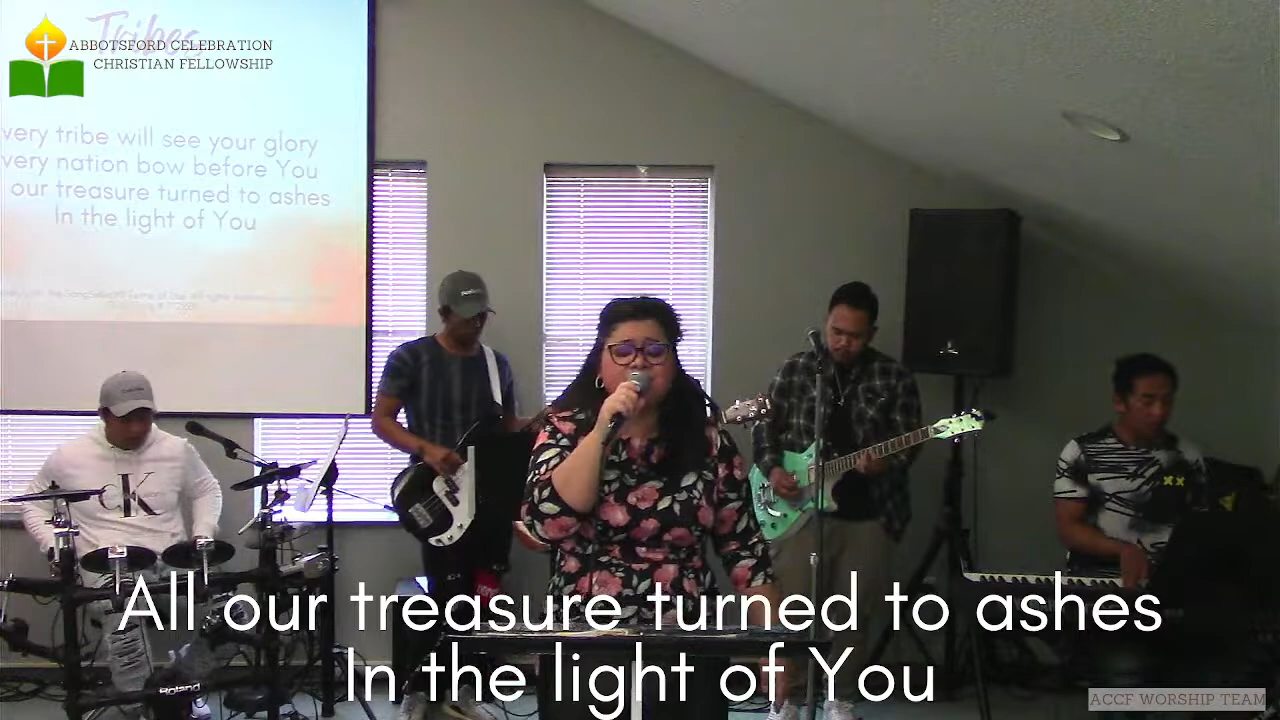 Tribes
ABBOTSFORD CELEBRATION
CHRISTIAN FELLOWSHIP
very tribe will see your glory
very nation bow before You
our treasure turned to ashes
In the light of You
CK
Roland
All our treasure turned to ashes
In the light of You
ACCF WORSHIP TEAM